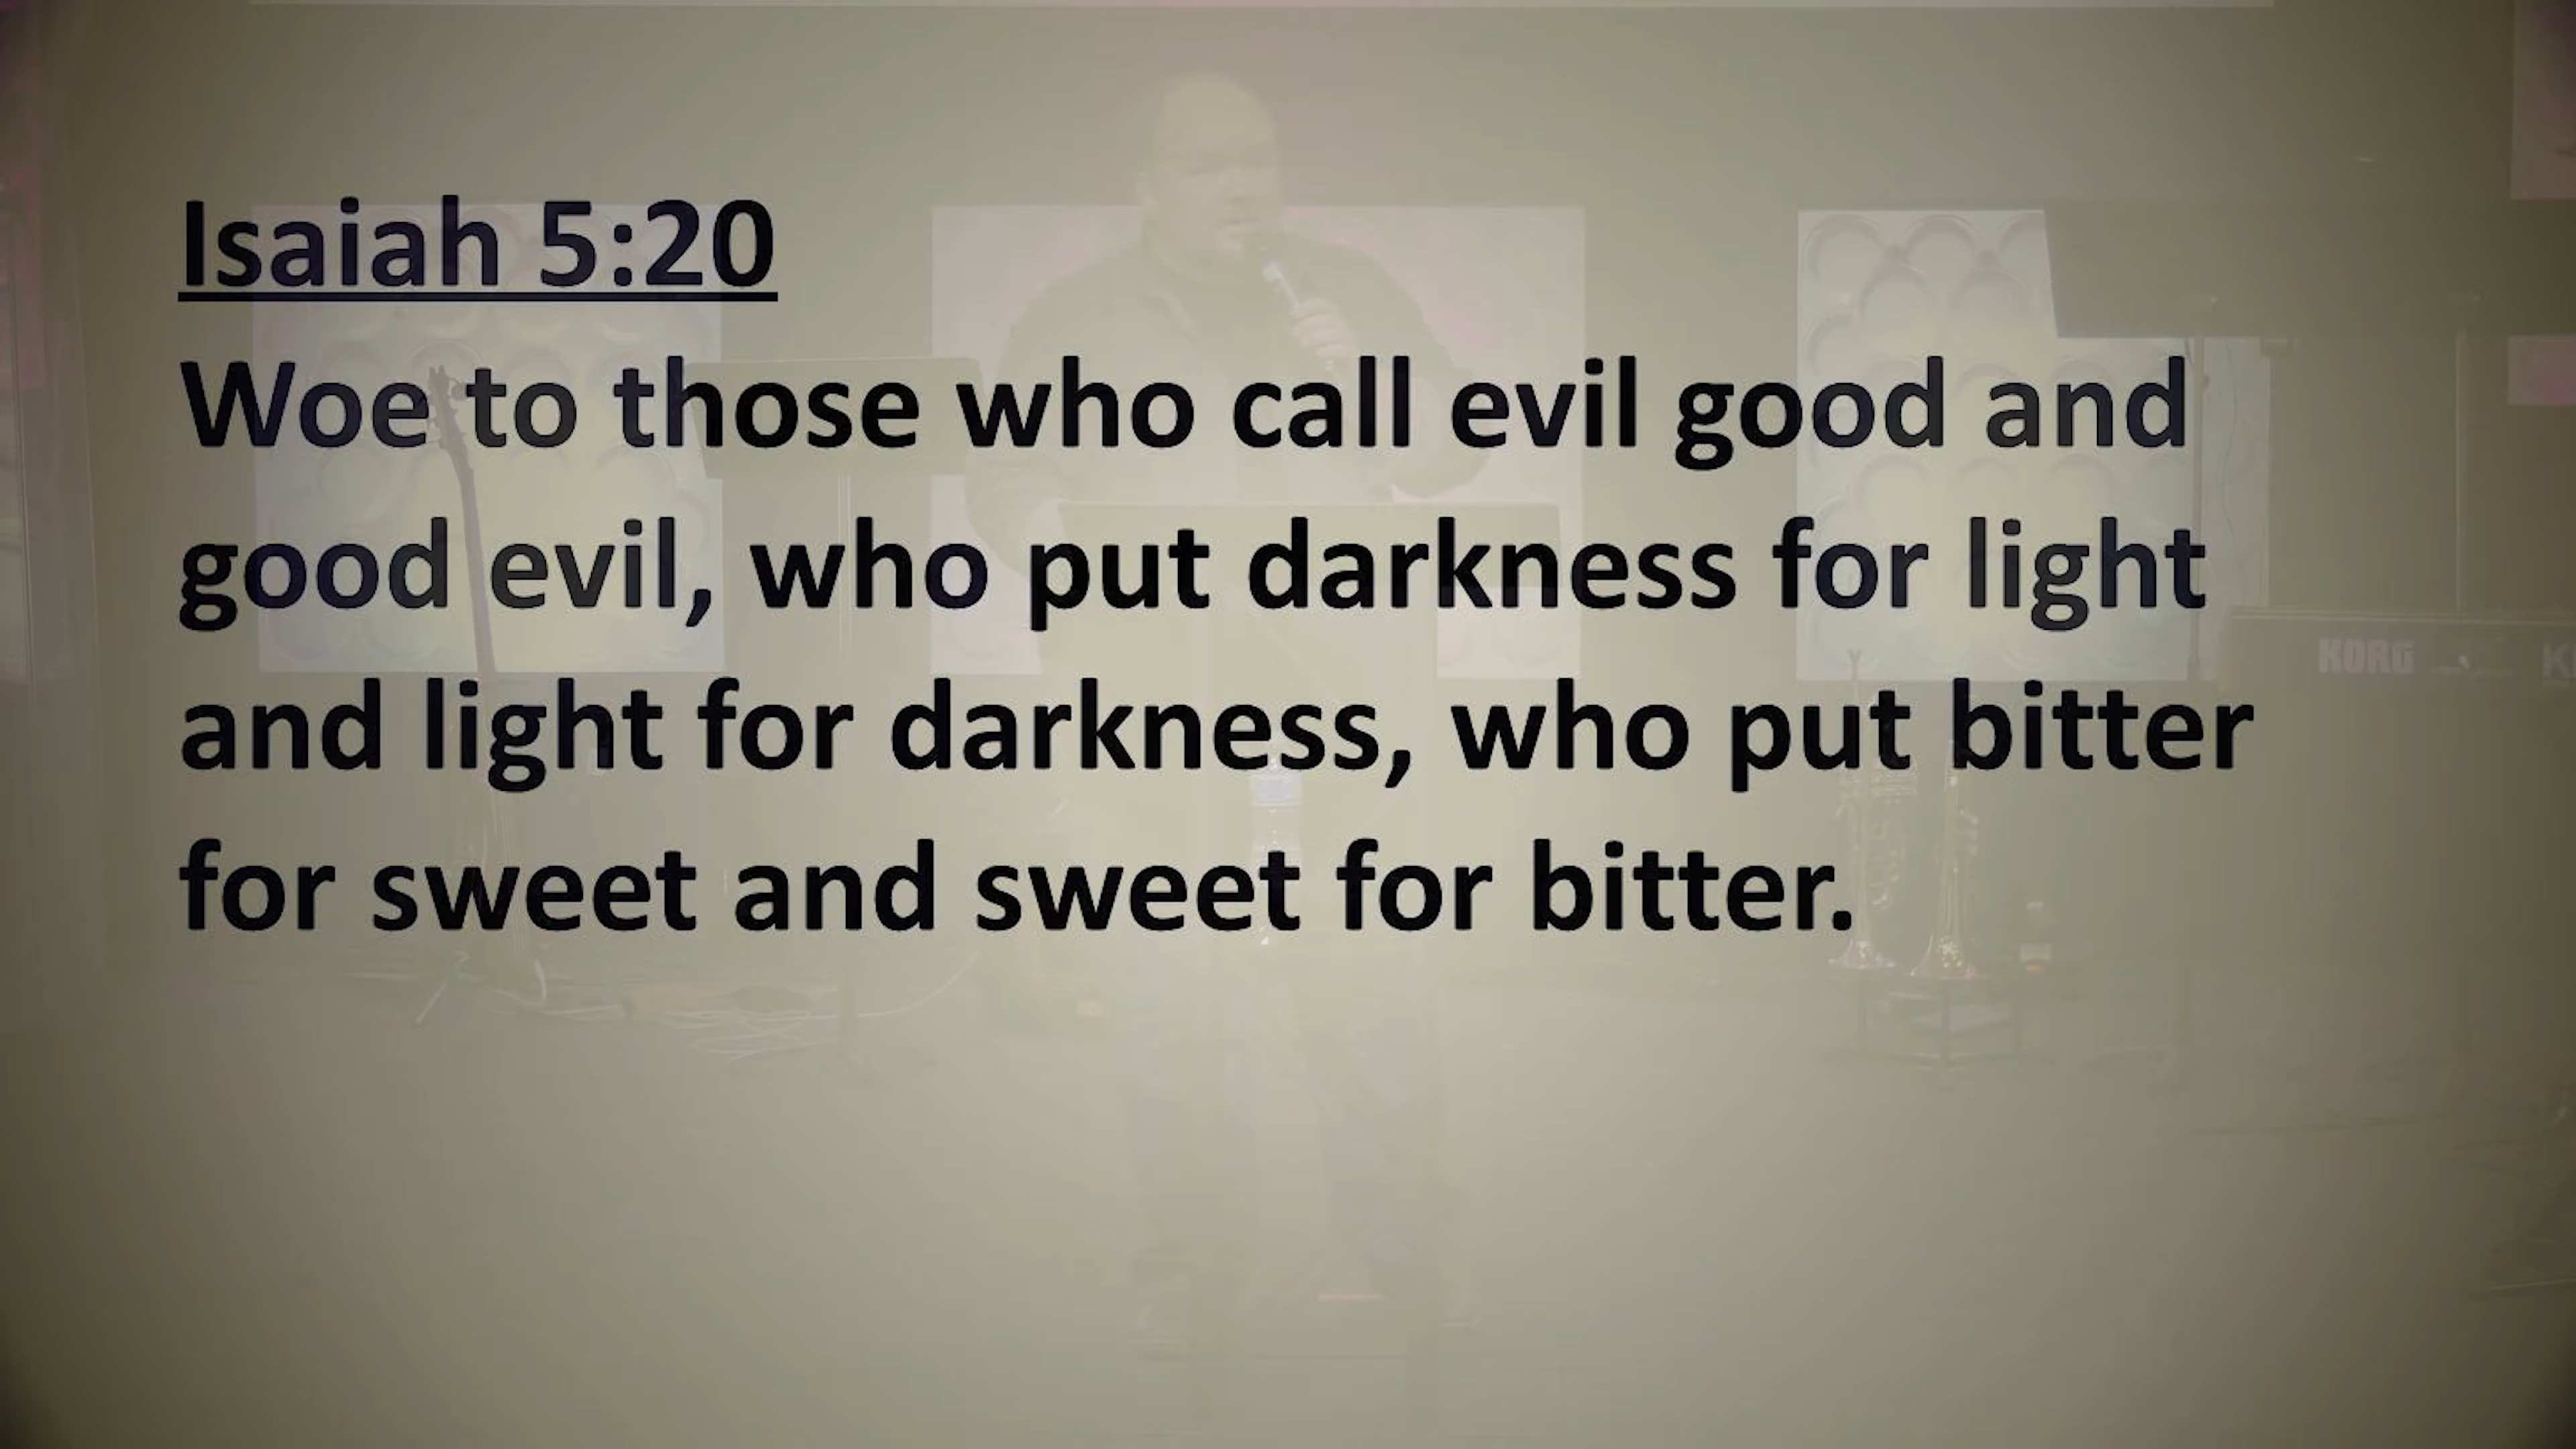 Isaiah 5:20
Woe to those who call evil good and
good evil, who put darkness for light
and light for darkness, who put bitter
for sweet and sweet for bitter.
KORG
K